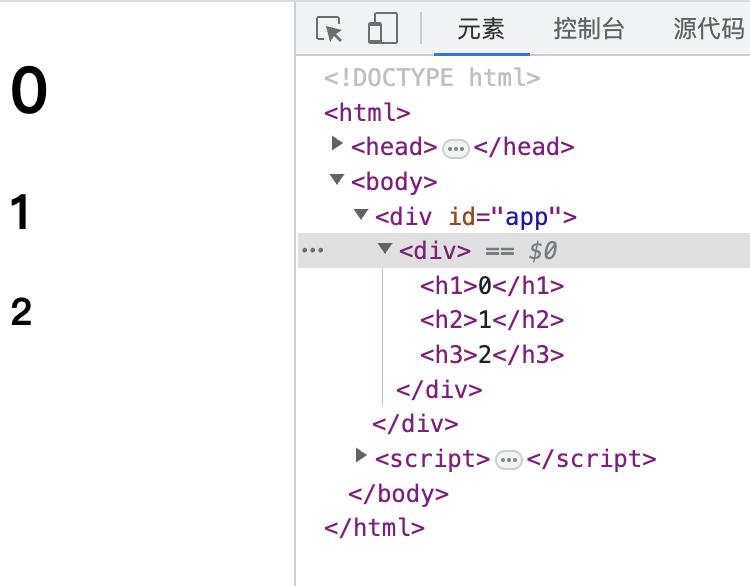 0
1
2
元素 控制台 源代码
<!DOCTYPE html>
<html>
<head> ••• </head>
<body>
<div id="app">
••• <div> == $0
<h1>0</h1>
<h2>1</h2>
<h3>2</h3>
</div>
</div>
<script> ••• </script>
</body>
</html>